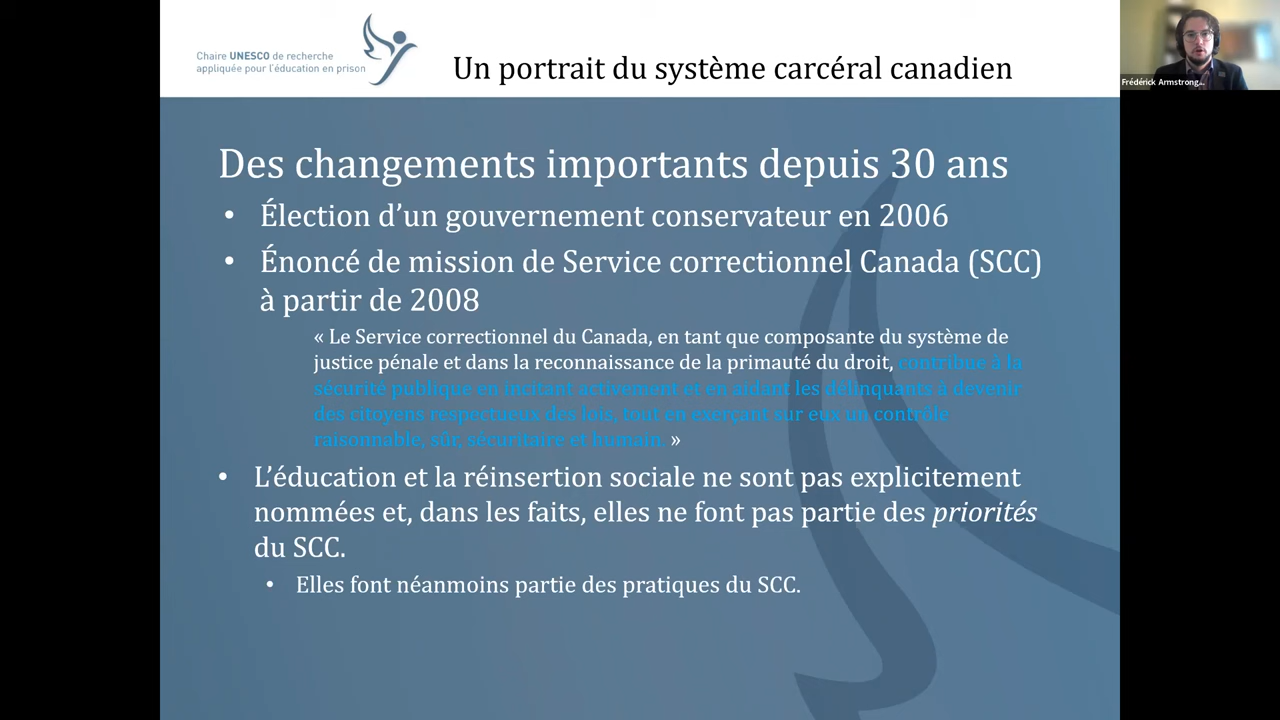 Chaire UNESCO de recherche
appliquée pour l'éducation en prison
Un portrait du système carcéral canadien
Frédérick Armstrong...
Des changements importants depuis 30 ans
• Élection d'un gouvernement conservateur en 2006
• Énoncé de mission de Service correctionnel Canada (SCC)
à partir de 2008
« Le Service correctionnel du Canada, en tant que composante du système de
justice pénale et dans la reconnaissance de la primauté du droit, contribue à la
sécurité publique en incitant activement et en aidant les délinquants à devenir
des citoyens respectueux des lois, tout en exerçant sur eux un contrôle
raisonnable, sûr, sécuritaire et humain. »
• L'éducation et la réinsertion sociale ne sont pas explicitement
nommées et, dans les faits, elles ne font pas partie des priorités
du SCC.
• Elles font néanmoins partie des pratiques du SCC.